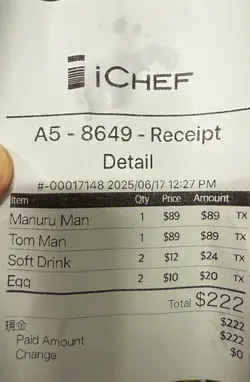 iCHEF
A5 - 8649 - Receipt
Detail
#-00017148 2025/06/17 12:27 PM
Item Qty Price Amount
Manuru Man 1 $89 $89 TX
Tom Man 1 $89 $89 TX
Soft Drink 2 $12 $24 TX
Egg 2 $10 $20 TX
Total $222
現金 $222
Paid Amount $222
Change $0